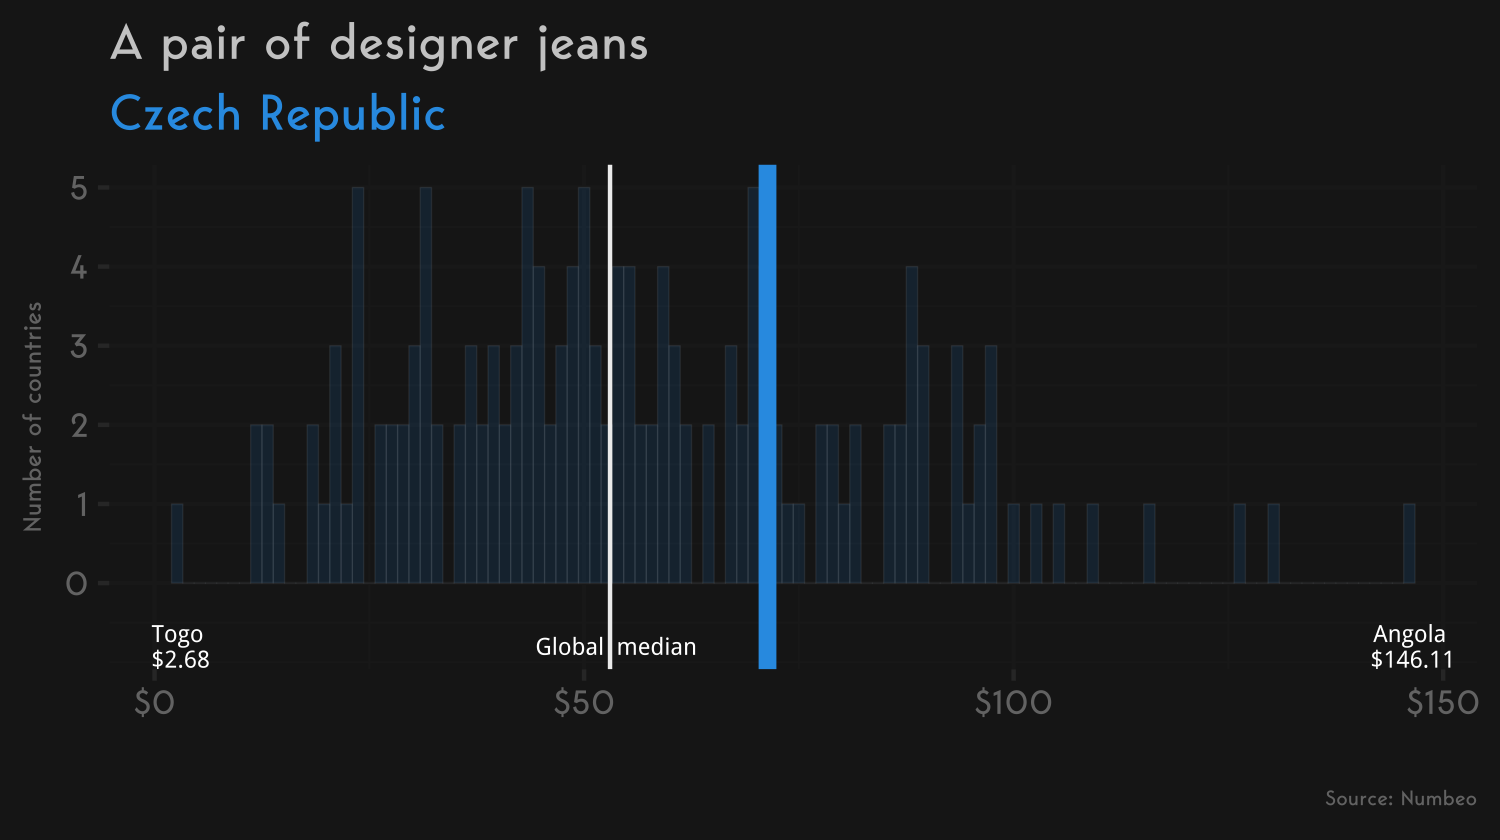 A pair of designer jeans
Czech Republic
Number of countries
5
4
3
2
1
0
Togo
$2.68
Global median
Angola
$146.11
$0
$50
$100
$150
Source: Numbeo